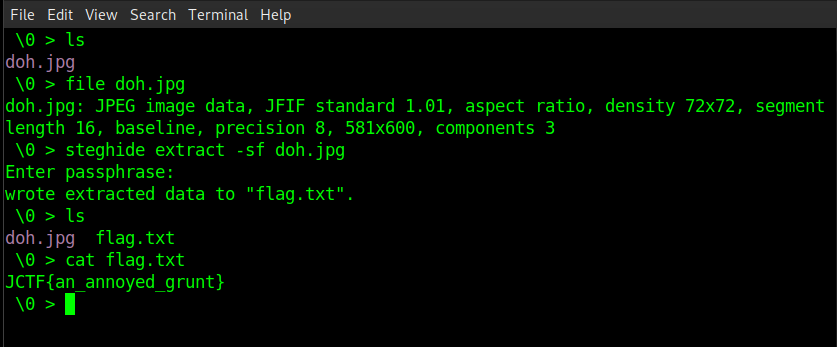 File Edit View Search Terminal Help
\0 > ls
doh.jpg
\0 > file doh.jpg
doh.jpg: JPEG image data, JFIF standard 1.01, aspect ratio, density 72x72, segment
length 16, baseline, precision 8, 581x600, components 3
\0 > steghide extract -sf doh.jpg
Enter passphrase:
wrote extracted data to "flag.txt".
\0 > ls
doh.jpg  flag.txt
\0 > cat flag.txt
JCTF{an_annoyed_grunt}
\0 >